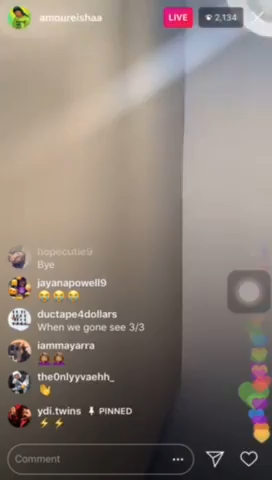 amoureishaa
LIVE
2,134
hopecutie9
Bye
jayanapowell9
ductape4dollars
When we gone see 3/3
iammayarra
the0nlyyvaehh_
ydi.twins PINNED
Comment